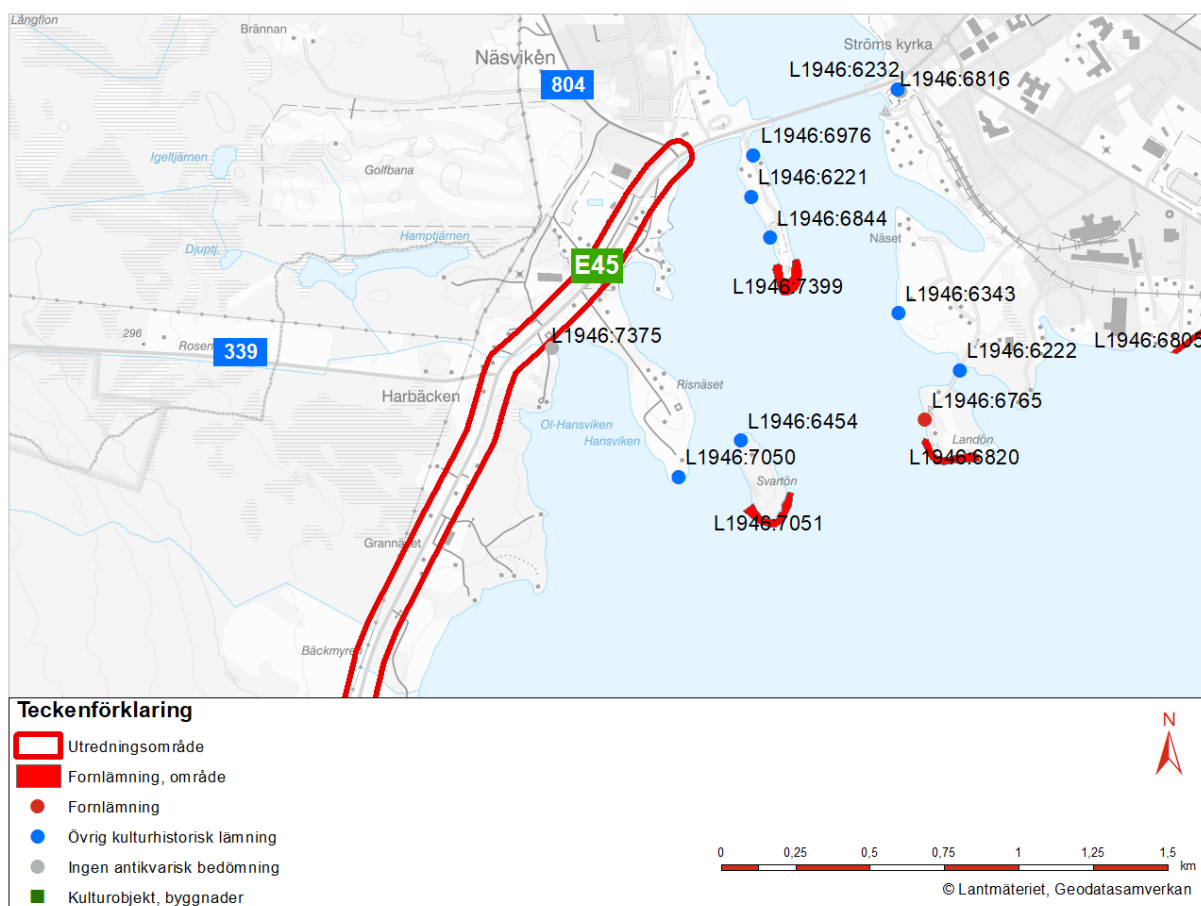 Långflon
Brännan
Näsviken
Ströms kyrka
L1946:6232
L1946:6816
804
L1946:6976
Igeltjärnen
Golfbana
L1946:6221
L1946:6844
Näset
Hamptjärnen
Djuptj.
E45
L1946:7399
L1946:6343
296
L1946:7375
L1946:6805
Rosen
339
L1946:6222
Risnäset
Harbäcken
L1946:6765
Ol-Hansviken
L1946:6454
Hansviken
Landön
L1946:7050
L1946:6820
Svartön
L1946:7051
Grannäset
Bäckmyren
Teckenförklaring
N
Utredningsområde
Fornlämning, område
Fornlämning
Övrig kulturhistorisk lämning
Ingen antikvarisk bedömning
Kulturobjekt, byggnader
0 0,25 0,5 0,75 1 1,25 1,5
km
© Lantmäteriet, Geodatasamverkan